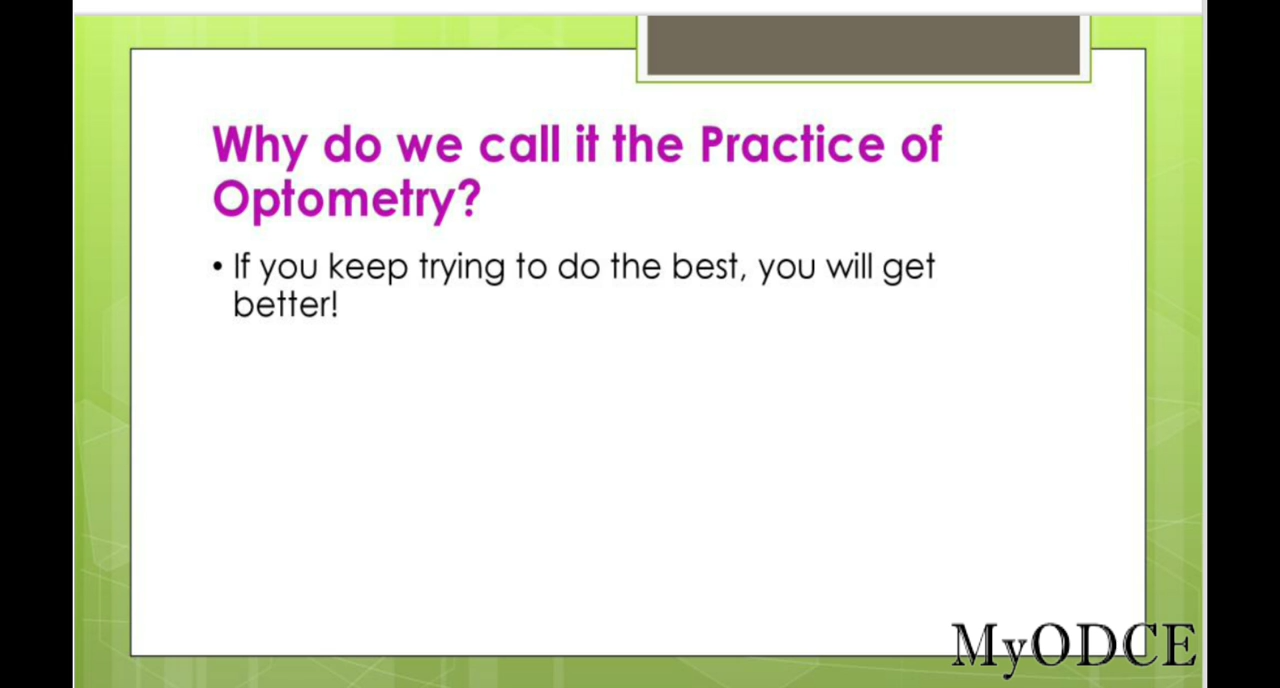 Why do we call it the Practice of
Optometry?
• If you keep trying to do the best, you will get
better!
MyODCE